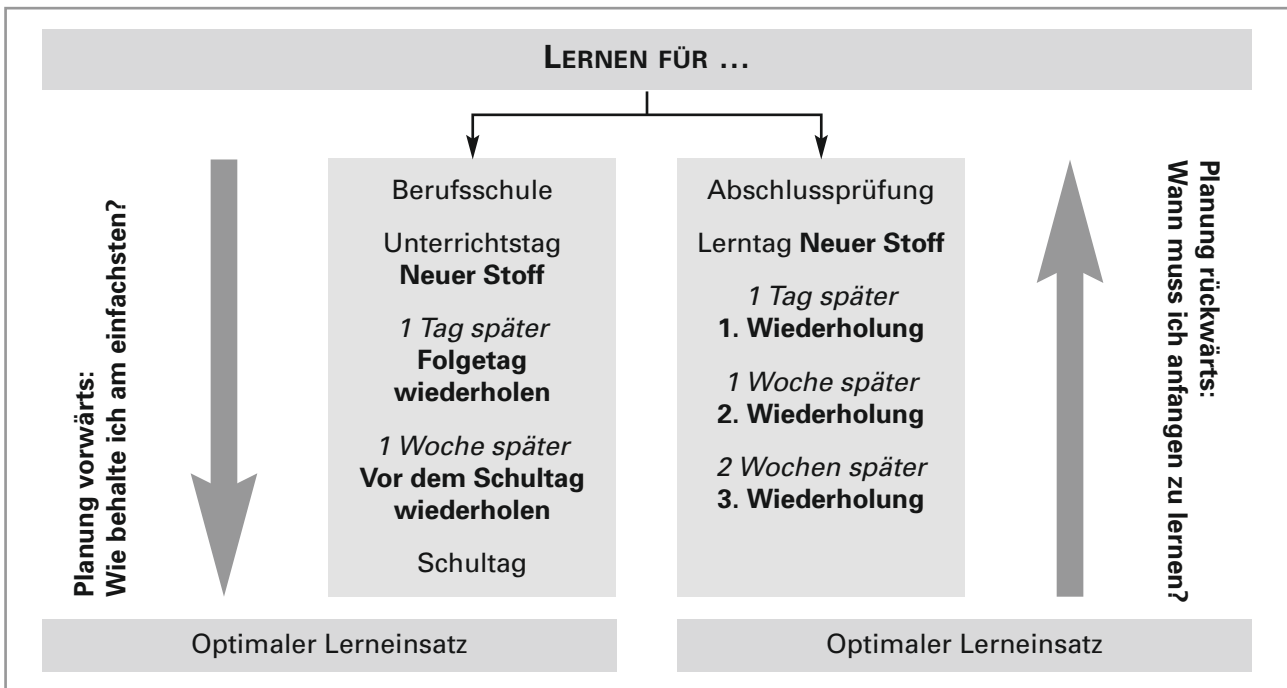 LERNEN FÜR …
Planung vorwärts:
Wie behalte ich am einfachsten?
Berufsschule
Unterrichtstag
Neuer Stoff
1 Tag später
Folgetag
wiederholen
1 Woche später
Vor dem Schultag
wiederholen
Schultag
Optimaler Lerneinsatz
Abschlussprüfung
Lerntag Neuer Stoff
1 Tag später
1. Wiederholung
1 Woche später
2. Wiederholung
2 Wochen später
3. Wiederholung
Optimaler Lerneinsatz
Planung rückwärts:
Wann muss ich anfangen zu lernen?